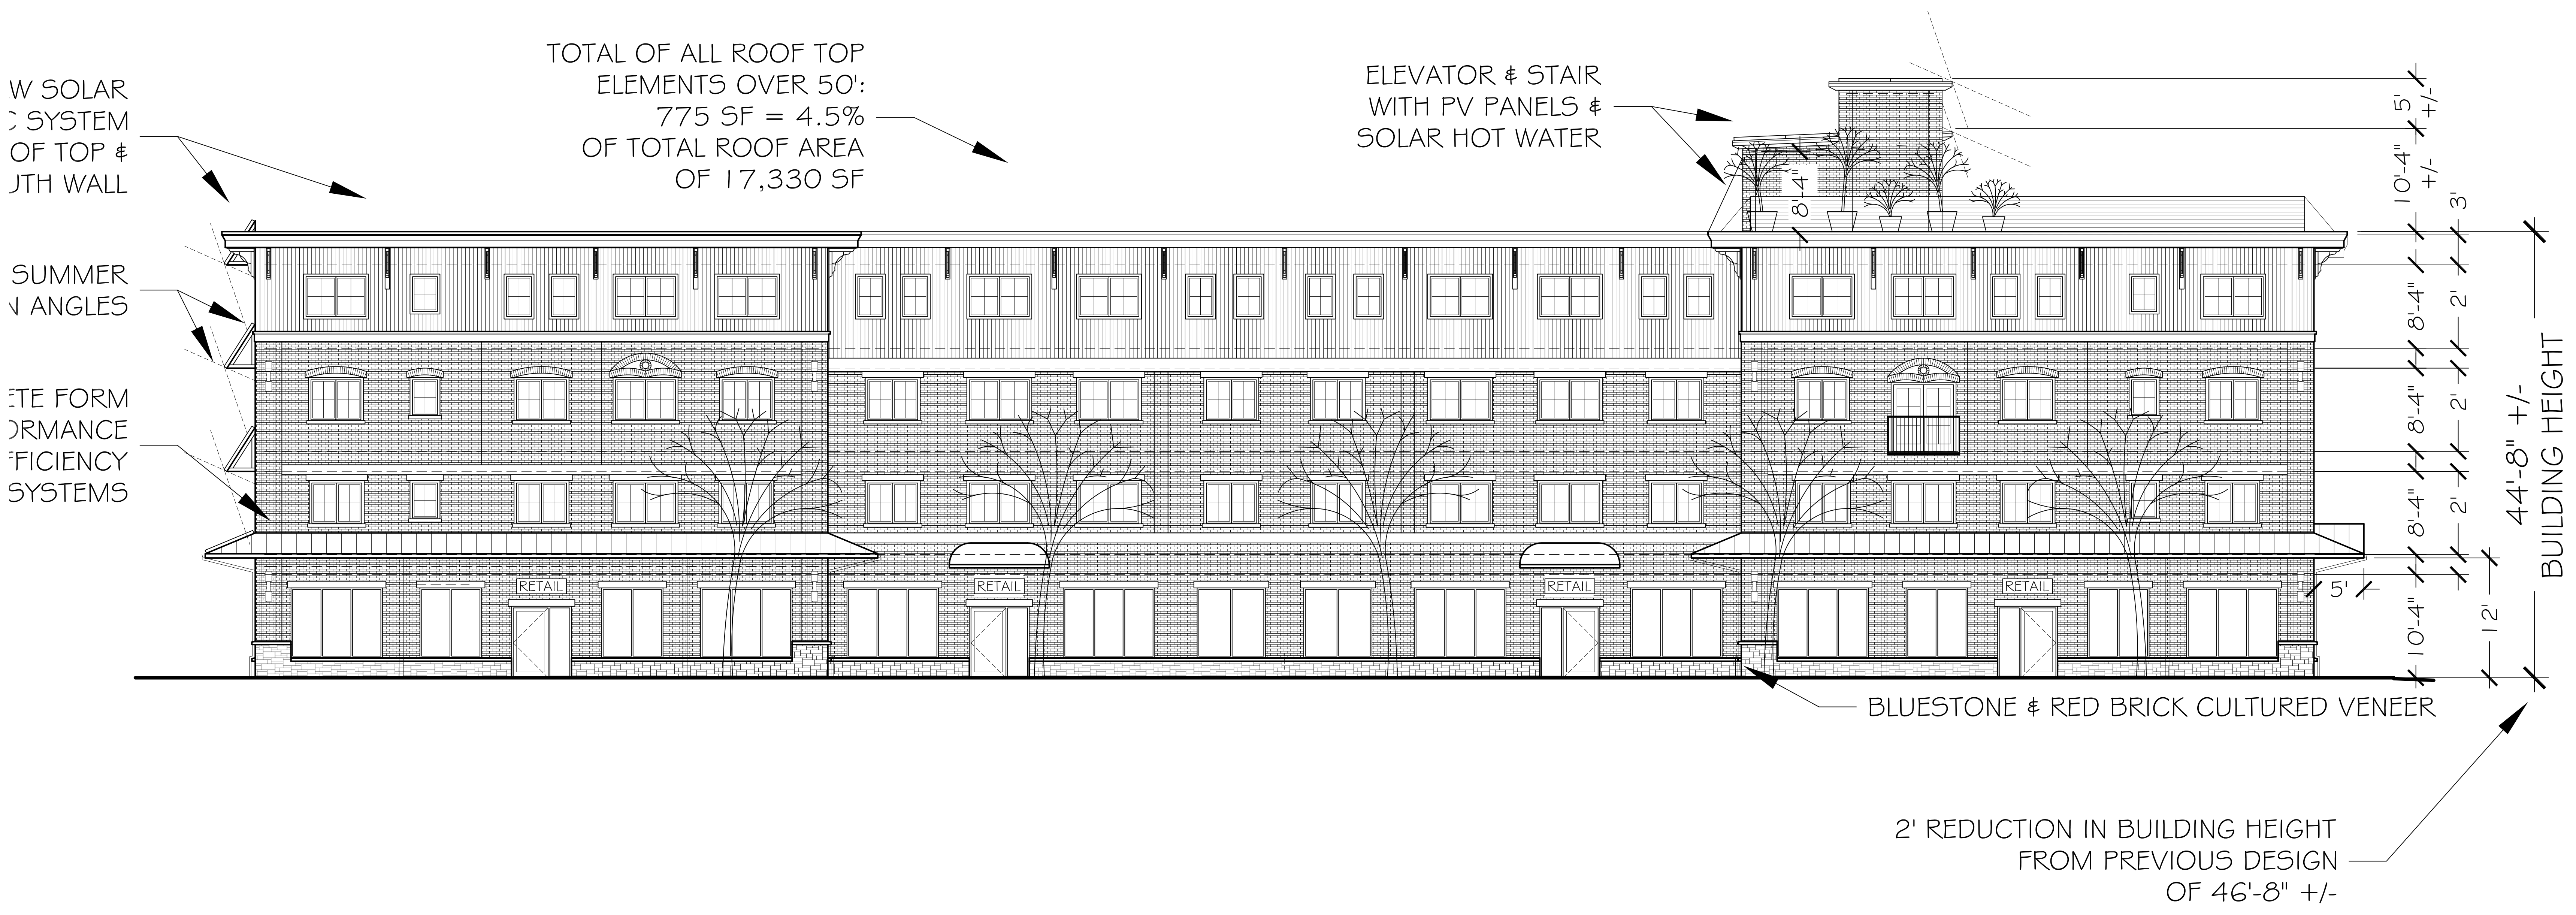 W SOLAR
C SYSTEM
OF TOP &
UTH WALL
SUMMER
N ANGLES
ETE FORM
ORMANCE
FFICIENCY
SYSTEMS
TOTAL OF ALL ROOF TOP
ELEMENTS OVER 50':
775 SF = 4.5%
OF TOTAL ROOF AREA
OF 17,330 SF
ELEVATOR & STAIR
WITH PV PANELS &
SOLAR HOT WATER
8'-4"
5'
+/-
10'-4"
+/-
3'
8'-4"
2'
8'-4"
2'
8'-4"
2'
10'-4"
12'
5'
44'-8" +/-
BUILDING HEIGHT
RETAIL
RETAIL
RETAIL
RETAIL
BLUESTONE & RED BRICK CULTURED VENEER
2' REDUCTION IN BUILDING HEIGHT
FROM PREVIOUS DESIGN
OF 46'-8" +/-